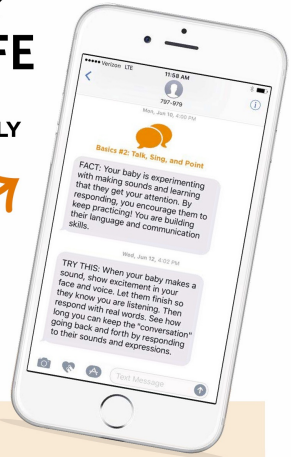 FE
LY
Verizon LTE
11:58 AM
797-979
Mon, Jun 10, 4:03 PM
Basics #2: Talk, Sing, and Point
FACT: Your baby is experimenting
with making sounds and learning
that they get your attention. By
responding, you encourage them to
keep practicing! You are building
their language and communication
skills.
Wed, Jun 12, 4:02 PM
TRY THIS: When your baby makes a
sound, show excitement in your
face and voice. Let them finish so
they know you are listening. Then
respond with real words. See how
long you can keep the "conversation"
going back and forth by responding
to their sounds and expressions.
Text Message